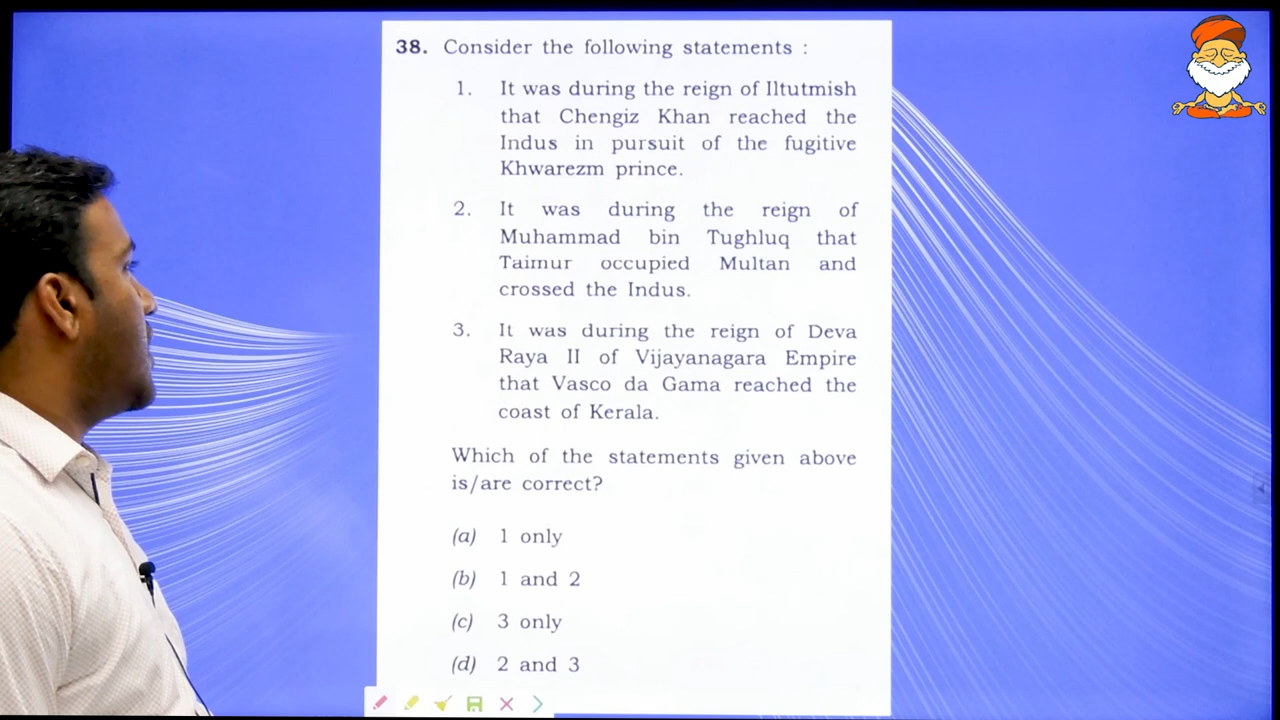 38. Consider the following statements :
1. It was during the reign of Iltutmish
that Chengiz Khan reached the
Indus in pursuit of the fugitive
Khwarezm prince.
2. It was during the reign of
Muhammad bin Tughluq that
Taimur occupied Multan and
crossed the Indus.
3. It was during the reign of Deva
Raya II of Vijayanagara Empire
that Vasco da Gama reached the
coast of Kerala.
Which of the statements given above
is/are correct?
(a) 1 only
(b) 1 and 2
(c) 3 only
(d) 2 and 3